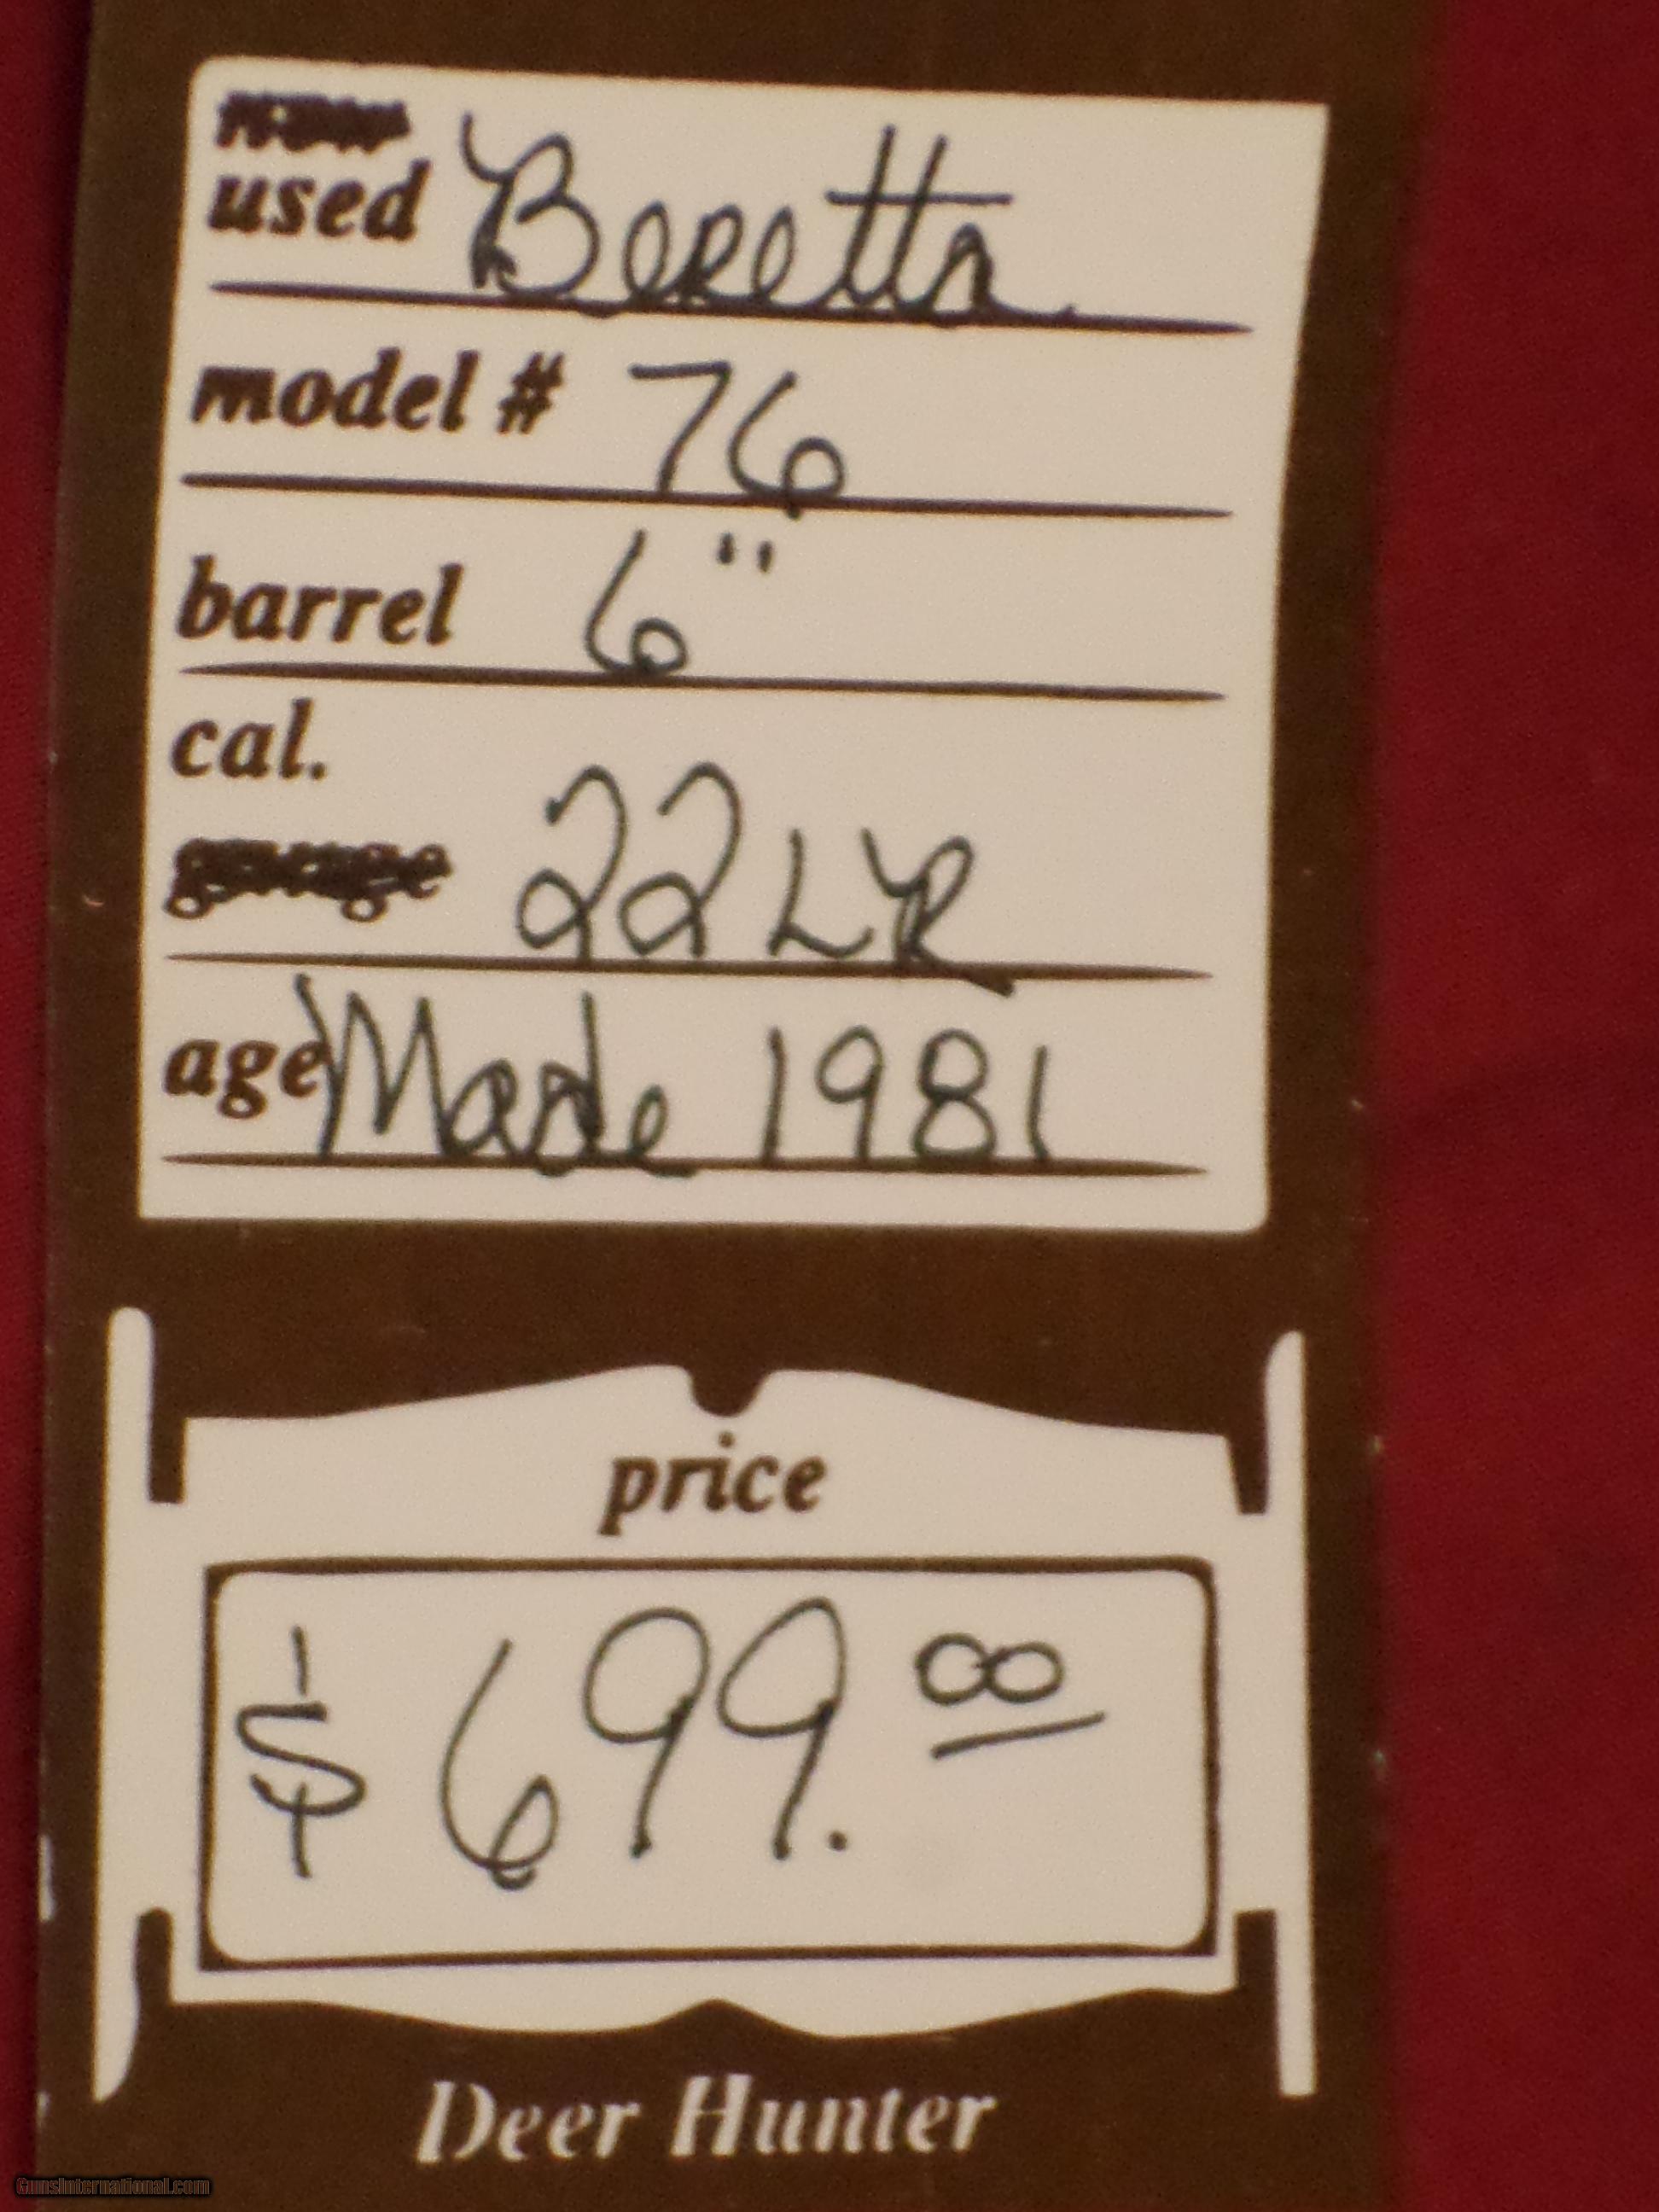 new
used Beretta
model # 76
barrel 6"
cal.
gauge 22 LR
age Made 1981
price
$ 699.00
Deer Hunter
GunsInternational.com